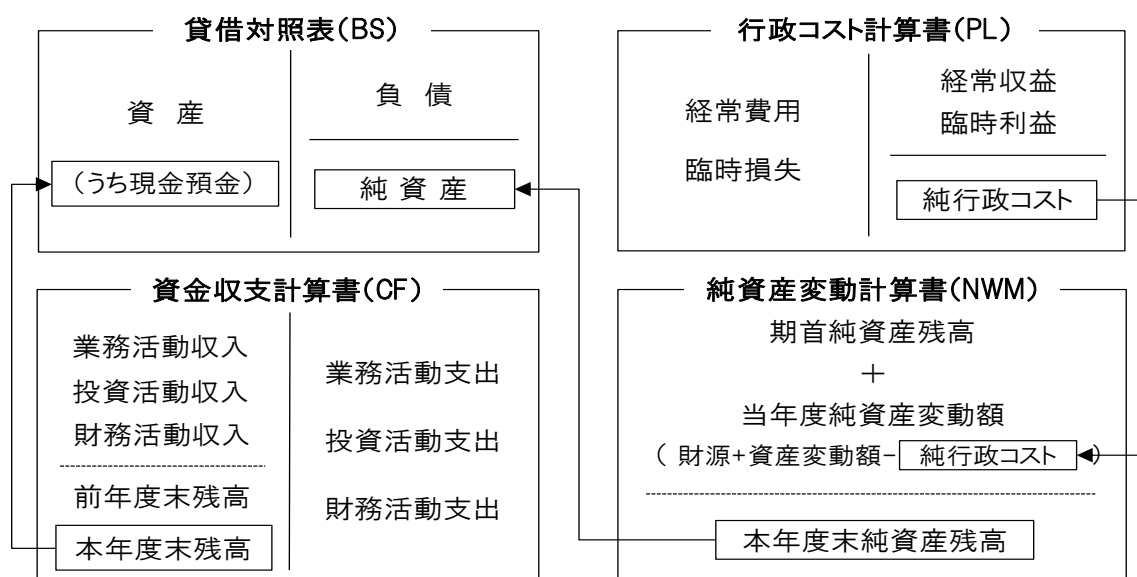 貸借対照表(BS)
資 産
(うち現金預金)
負 債
純 資 産
行政コスト計算書(PL)
経常費用
臨時損失
経常収益
臨時利益
純行政コスト
資金収支計算書(CF)
業務活動収入
投資活動収入
財務活動収入
前年度末残高
本年度末残高
業務活動支出
投資活動支出
財務活動支出
純資産変動計算書(NWM)
期首純資産残高
+
当年度純資産変動額
( 財源+資産変動額- 純行政コスト )
本年度末純資産残高